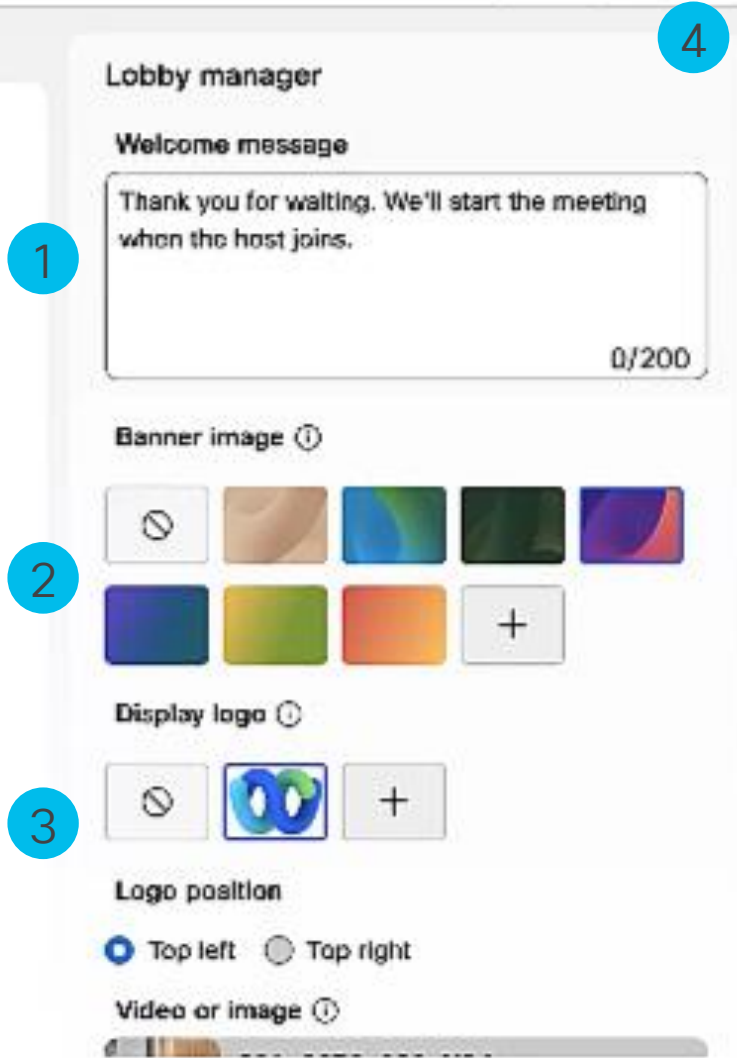 4
Lobby manager
Welcome message
Thank you for waiting. We'll start the meeting
when the host joins.
1
0/200
Banner image
2
Display logo
3
Logo position
Top left Top right
Video or image